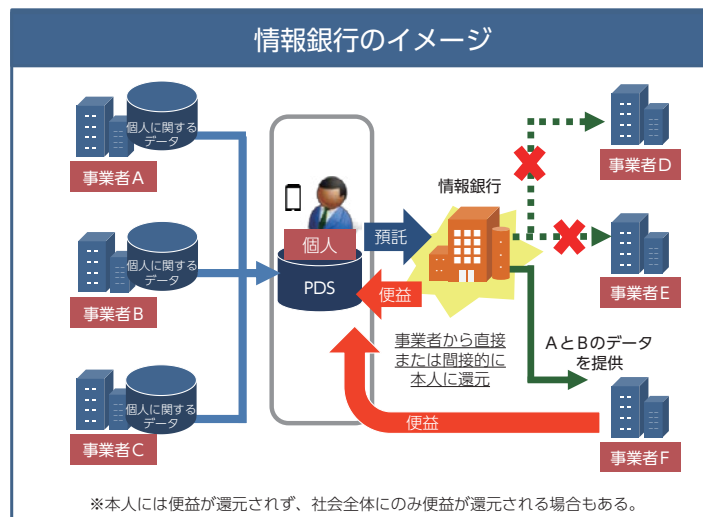 情報銀行のイメージ
個人に関する
データ
事業者A
個人に関する
データ
事業者B
個人に関する
データ
事業者C
個人
PDS
預託
情報銀行
便益
事業者から直接
または間接的に
本人に還元
便益
事業者D
事業者E
AとBのデータ
を提供
事業者F
※本人には便益が還元されず、社会全体にのみ便益が還元される場合もある。